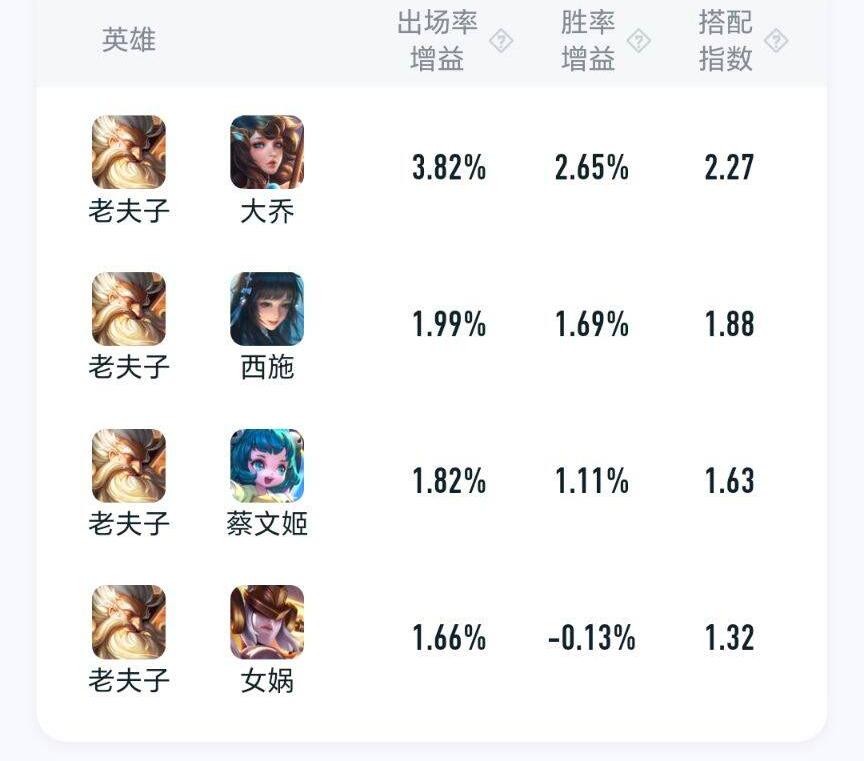 英雄
出场率
增益
胜率
增益
搭配
指数
老夫子 大乔 3.82% 2.65% 2.27
老夫子 西施 1.99% 1.69% 1.88
老夫子 蔡文姬 1.82% 1.11% 1.63
老夫子 女娲 1.66% -0.13% 1.32